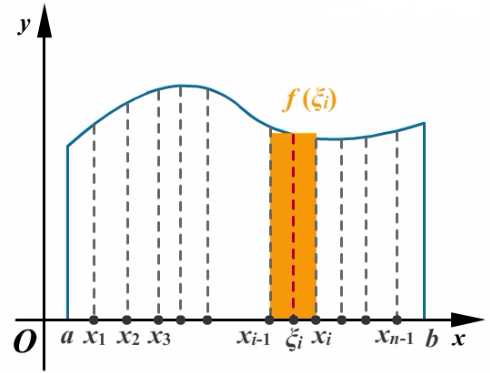 y
f (ξᵢ)
O a x₁ x₂ x₃ xᵢ₋₁ ξᵢ xᵢ xₙ₋₁ b x